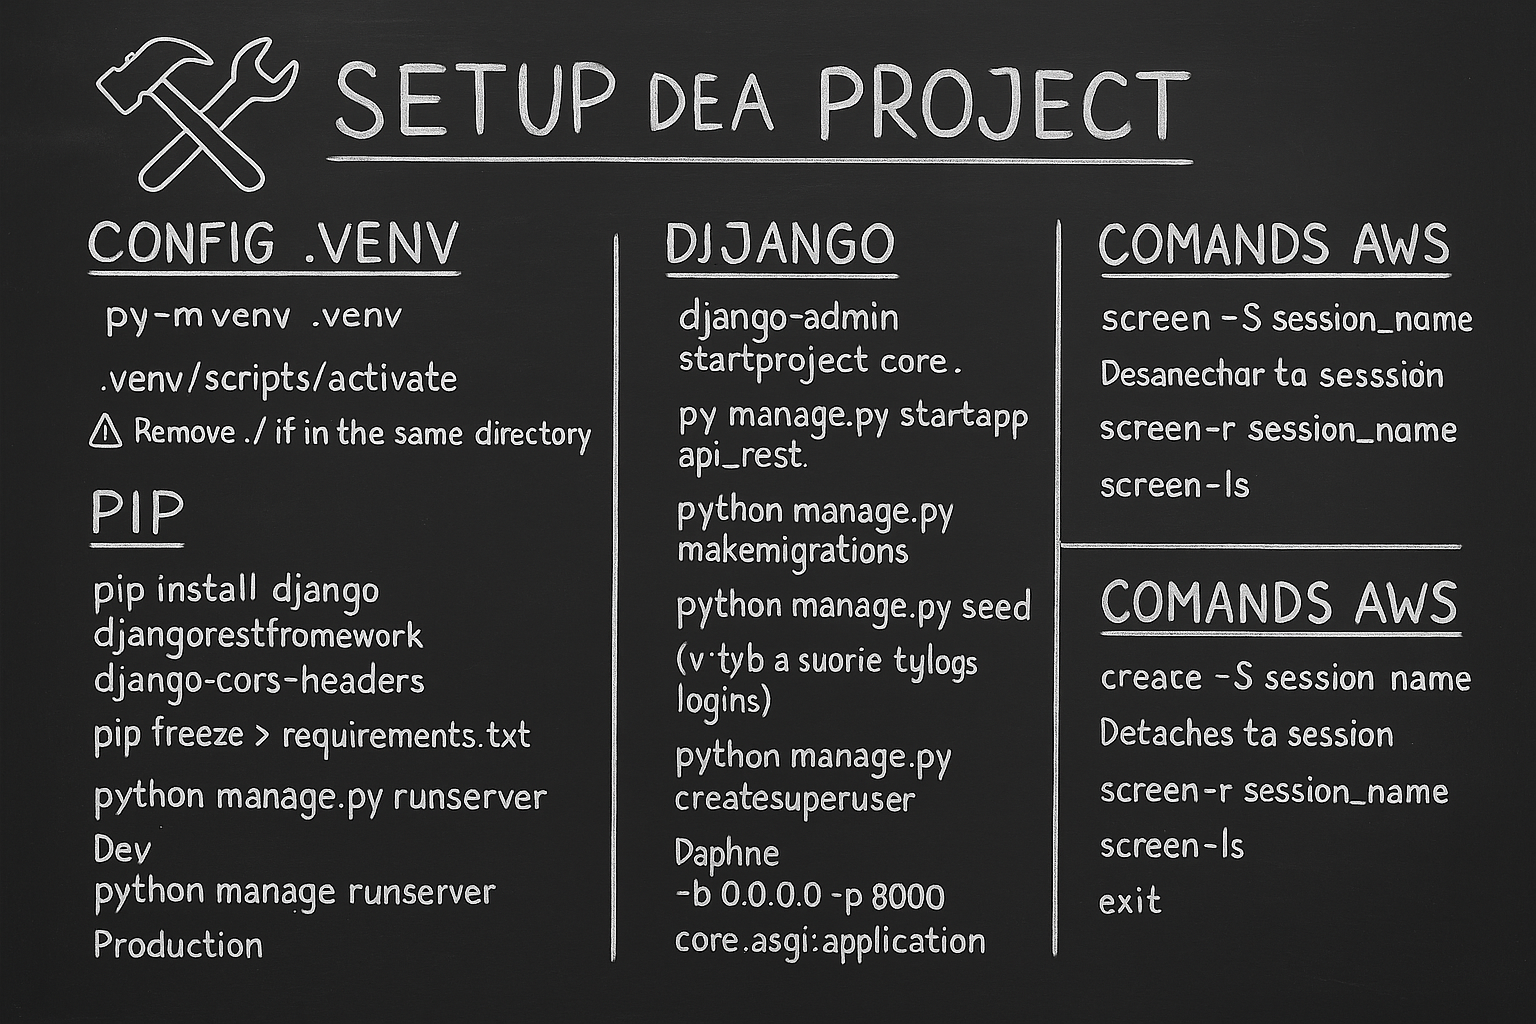 SETUP DEA PROJECT
CONFIG .VENV
py-m venv .venv
.venv/scripts/activate
⚠ Remove ./ if in the same directory
PIP
pip install django
djangorestfromework
django-cors-headers
pip freeze > requirements.txt
python manage.py runserver
Dev
python manage runserver
Production
DJJANGO
django-admin
startproject core.
py manage.py startapp
api_rest.
python manage.py
makemigrations
python manage.py seed
(v·tyb a suorie tylogs
logins)
python manage.py
createsuperuser
Daphne
-b 0.0.0.0 -p 8000
core.asgi:application
COMANDS AWS
screen -S session_name
Desanechar ta sesssión
screen-r session_name
screen-ls
COMANDS AWS
create -S session name
Detaches ta session
screen-r session_name
screen-ls
exit